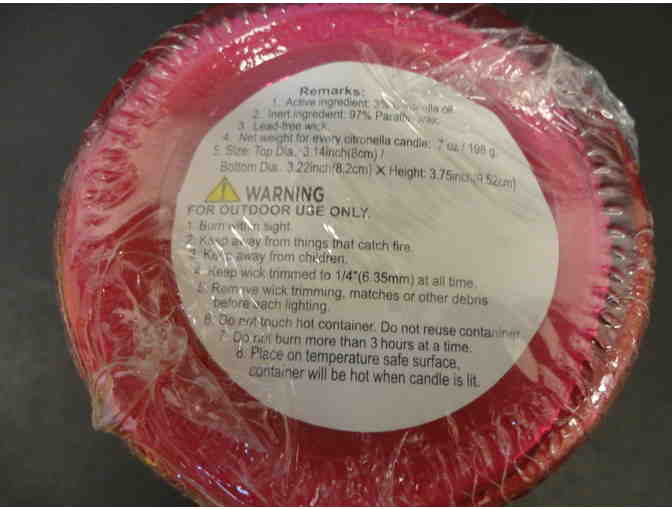 Remarks:
1. Active ingredient: 3% citronella oil.
2. Inert ingredient: 97% Paraffin wax.
3. Lead-free wick.
4. Net weight for every citronella candle: 7 oz / 198 g.
5. Size: Top Dia. 3.14inch(8cm) /
Bottom Dia. 3.22inch(8.2cm) X Height: 3.75inch(9.52cm)
WARNING
FOR OUTDOOR USE ONLY.
1. Burn within sight.
2. Keep away from things that catch fire.
3. Keep away from children.
4. Keep wick trimmed to 1/4"(6.35mm) at all time.
5. Remove wick trimming, matches or other debris
before each lighting.
6. Do not touch hot container. Do not reuse container.
7. Do not burn more than 3 hours at a time.
8. Place on temperature safe surface,
container will be hot when candle is lit.